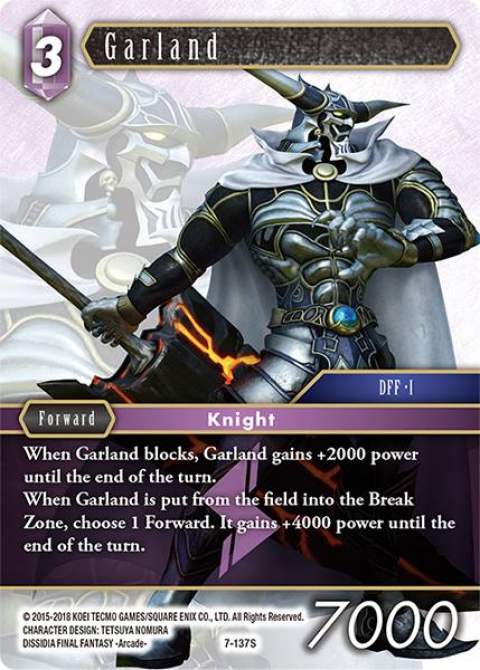 3
Garland
DFF · I
Forward
Knight
When Garland blocks, Garland gains +2000 power
until the end of the turn.
When Garland is put from the field into the Break
Zone, choose 1 Forward. It gains +4000 power until the
end of the turn.
© 2015-2018 KOEI TECMO GAMES/SQUARE ENIX CO., LTD. All Rights Reserved.
CHARACTER DESIGN: TETSUYA NOMURA
DISSIDIA FINAL FANTASY -Arcade-
7-137S
7000